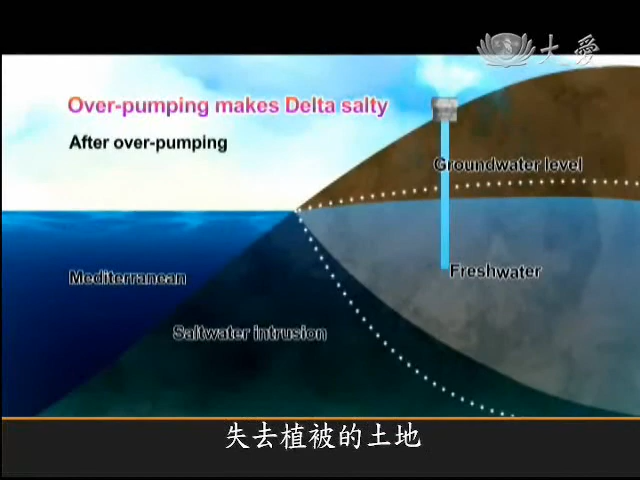 大愛
Over-pumping makes Delta salty
After over-pumping
Groundwater level
Mediterranean
Freshwater
Saltwater intrusion
失去植被的土地